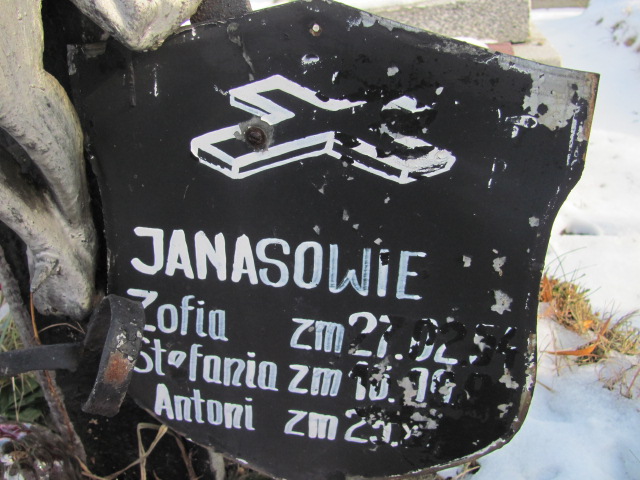 JANASOWIE
Zofia zm 27.02.54
Stefania zm
Antoni zm